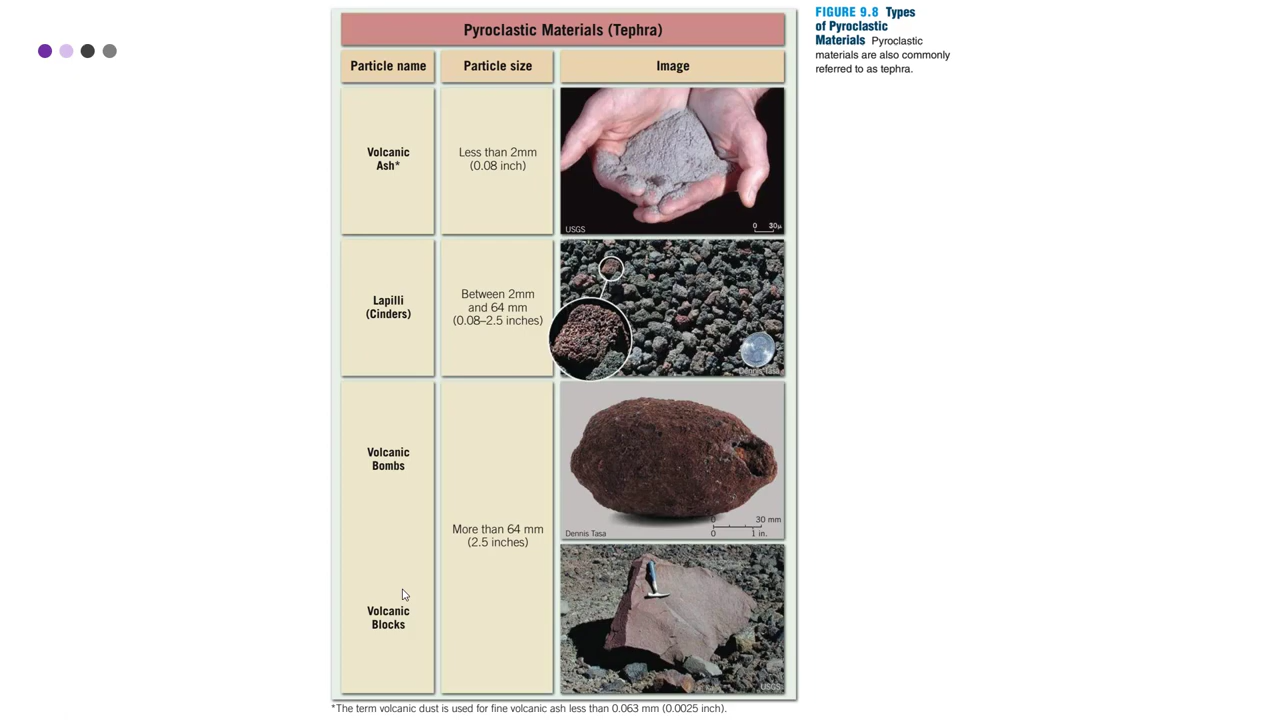 FIGURE 9.8 Types
of Pyroclastic
Materials Pyroclastic
materials are also commonly
referred to as tephra.
Pyroclastic Materials (Tephra)
Particle name
Particle size
Image
Volcanic
Ash*
Less than 2mm
(0.08 inch)
USGS
0 30µ
Lapilli
(Cinders)
Between 2mm
and 64 mm
(0.08–2.5 inches)
Dennis Tasa
Volcanic
Bombs
More than 64 mm
(2.5 inches)
0 30 mm
0 1 in.
Dennis Tasa
Volcanic
Blocks
USGS
*The term volcanic dust is used for fine volcanic ash less than 0.063 mm (0.0025 inch).